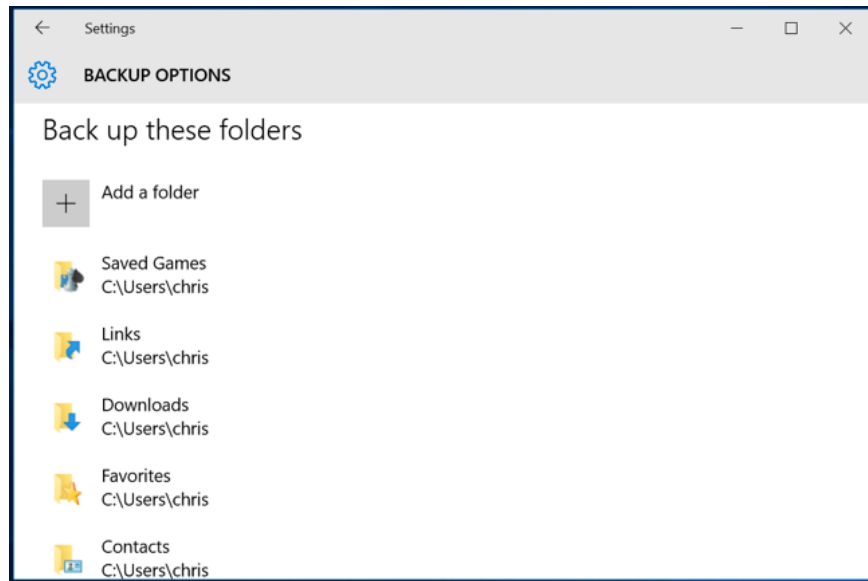 Settings
BACKUP OPTIONS
Back up these folders
Add a folder
Saved Games
C:\Users\chris
Links
C:\Users\chris
Downloads
C:\Users\chris
Favorites
C:\Users\chris
Contacts
C:\Users\chris